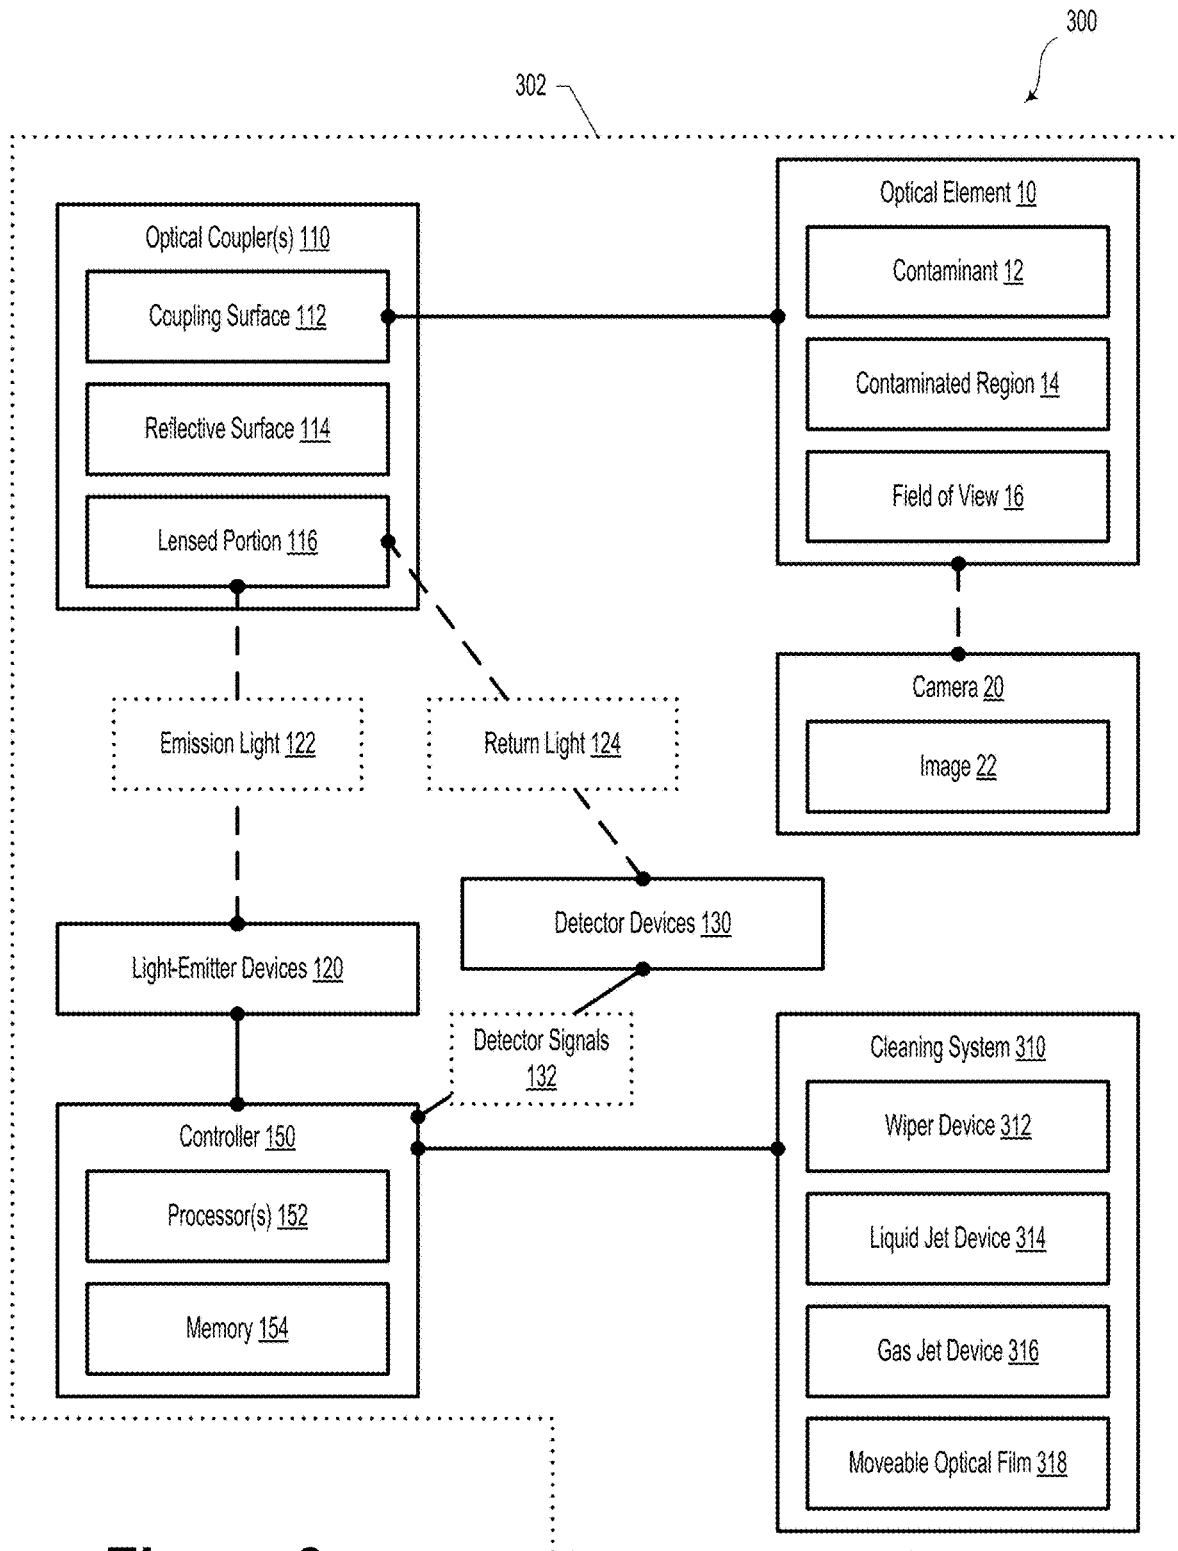 300
302
Optical Element 10
Contaminant 12
Contaminated Region 14
Field of View 16
Optical Coupler(s) 110
Coupling Surface 112
Reflective Surface 114
Lensed Portion 116
Camera 20
Image 22
Emission Light 122
Return Light 124
Detector Devices 130
Light-Emitter Devices 120
Detector Signals
132
Controller 150
Processor(s) 152
Memory 154
Cleaning System 310
Wiper Device 312
Liquid Jet Device 314
Gas Jet Device 316
Moveable Optical Film 318